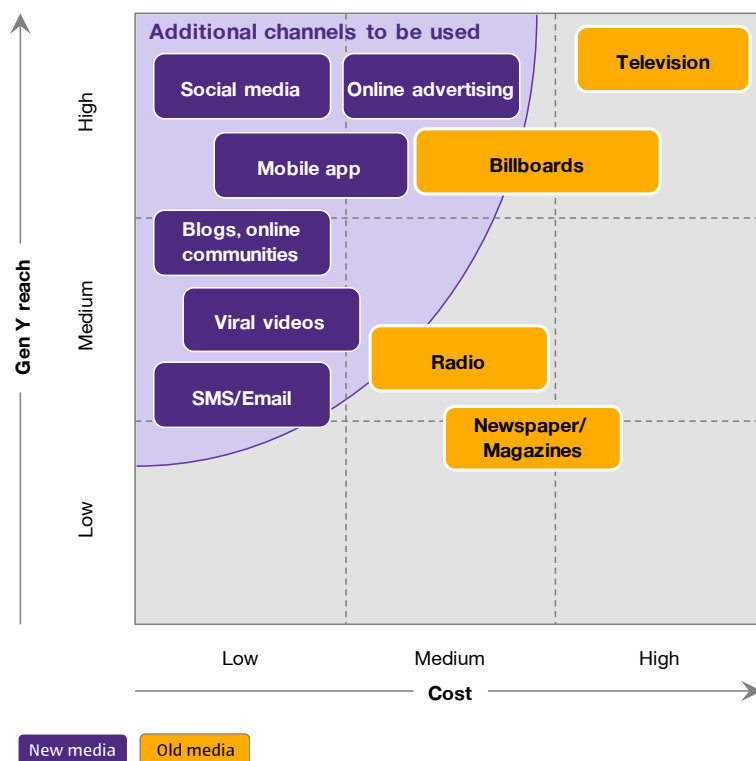 Additional channels to be used
Social media
Online advertising
Television
Mobile app
Billboards
Blogs, online
communities
Viral videos
Radio
SMS/Email
Newspaper/
Magazines
High
Medium
Low
Gen Y reach
Low
Medium
High
Cost
New media
Old media